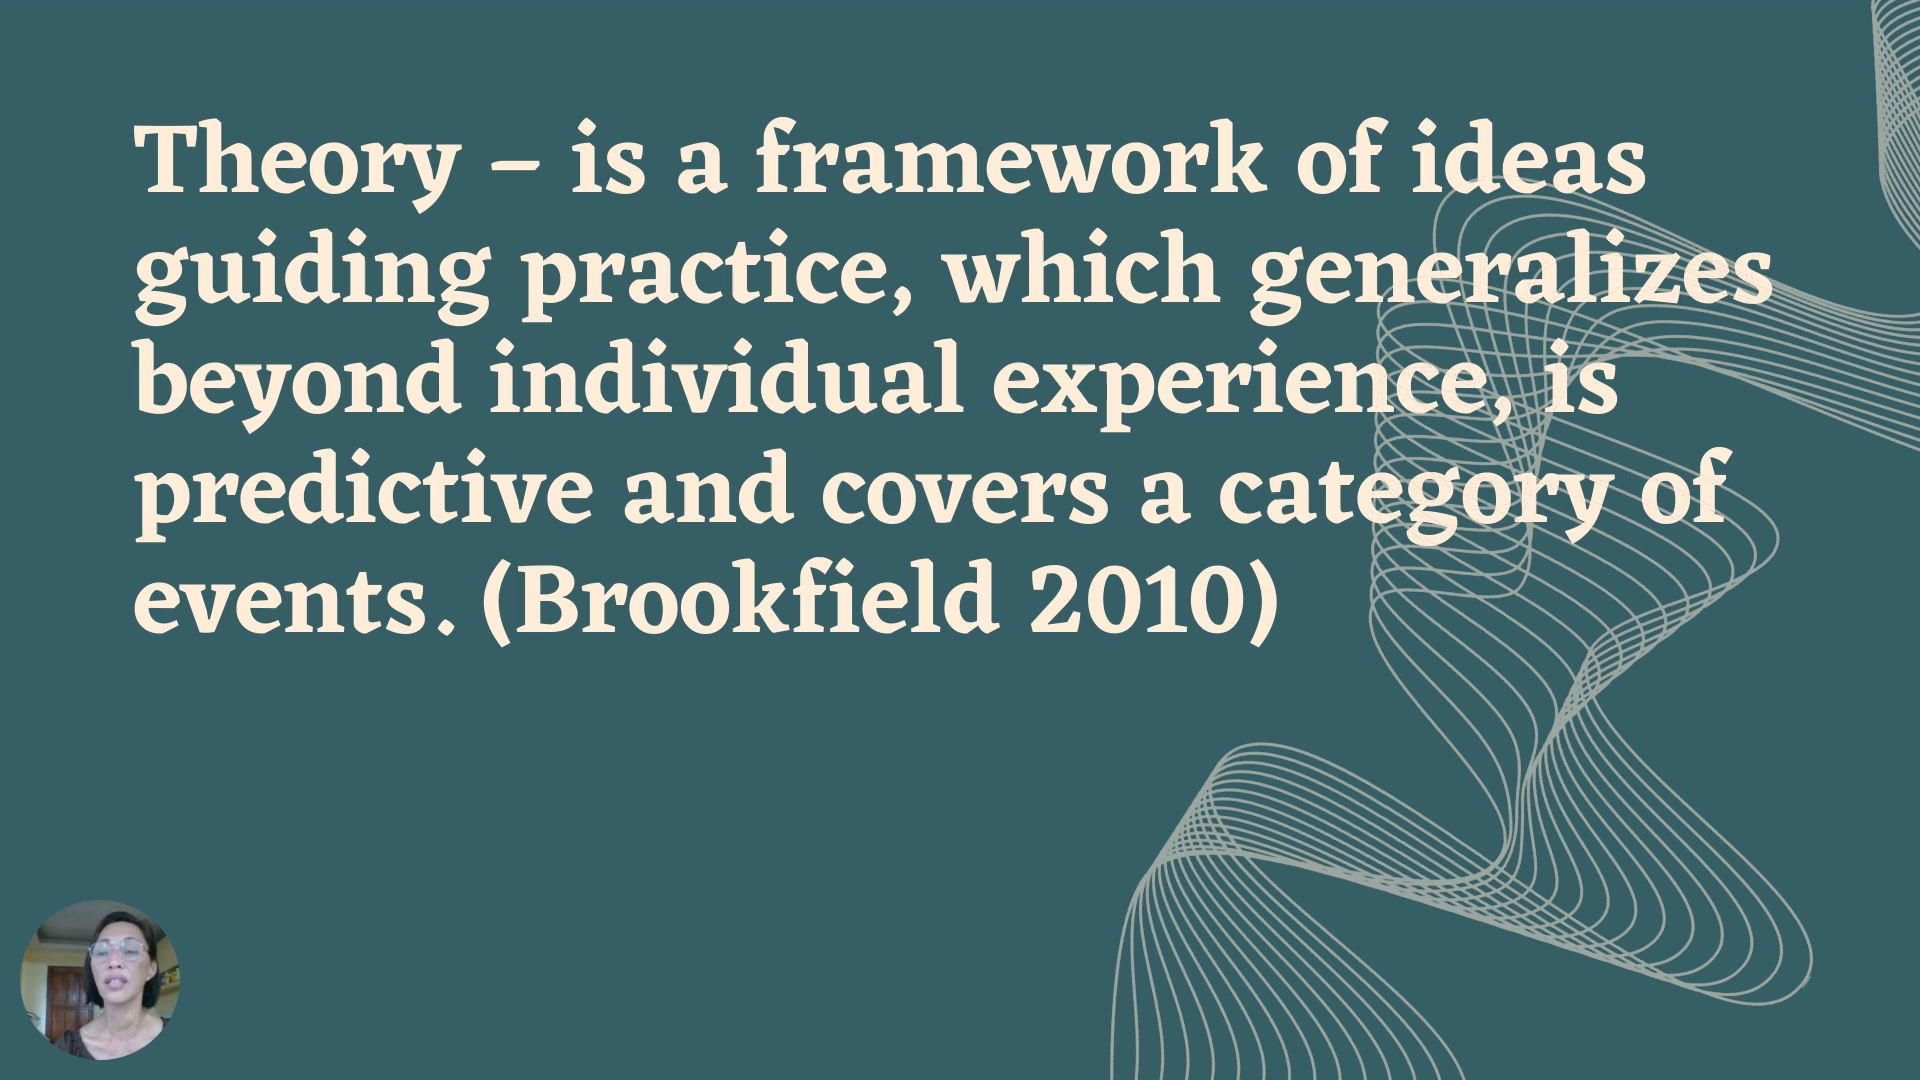 Theory – is a framework of ideas
guiding practice, which generalizes
beyond individual experience, is
predictive and covers a category of
events. (Brookfield 2010)